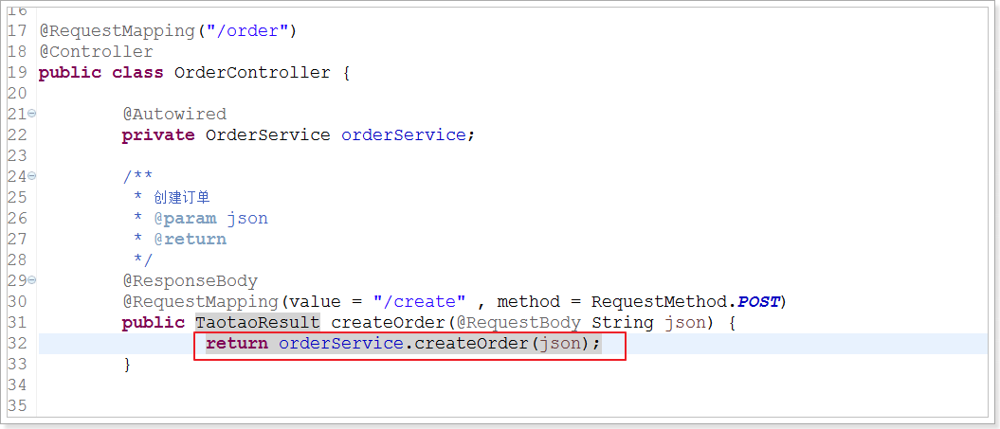 16
17 @RequestMapping("/order")
18 @Controller
19 public class OrderController {
20
21 @Autowired
22 private OrderService orderService;
23
24 /**
25 * 创建订单
26 * @param json
27 * @return
28 */
29 @ResponseBody
30 @RequestMapping(value = "/create" , method = RequestMethod.POST)
31 public TaotaoResult createOrder(@RequestBody String json) {
32 return orderService.createOrder(json);
33 }
34
35